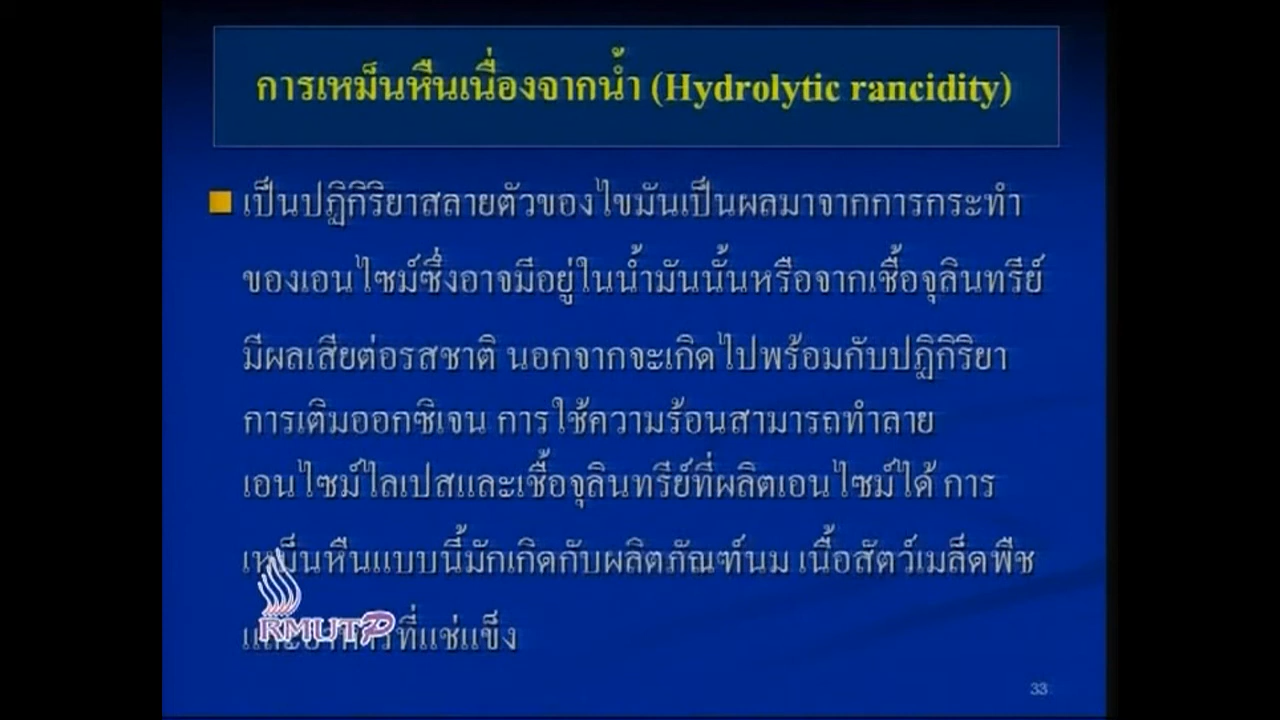 การเหม็นหืนเนื่องจากน้ำ (Hydrolytic rancidity)
เป็นปฏิกิริยาสลายตัวของไขมันเป็นผลมาจากการกระทำ
ของเอนไซม์ซึ่งอาจมีอยู่ในน้ำมันนั้นหรือจากเชื้อจุลินทรีย์
มีผลเสียต่อรสชาติ นอกจากจะเกิดไปพร้อมกับปฏิกิริยา
การเติมออกซิเจน การใช้ความร้อนสามารถทำลาย
เอนไซม์ไลเปสและเชื้อจุลินทรีย์ที่ผลิตเอนไซม์ได้ การ
เหม็นหืนแบบนี้มักเกิดกับผลิตภัณฑ์นม เนื้อสัตว์เมล็ดพืช
ที่แช่แข็ง
RMUTP
33